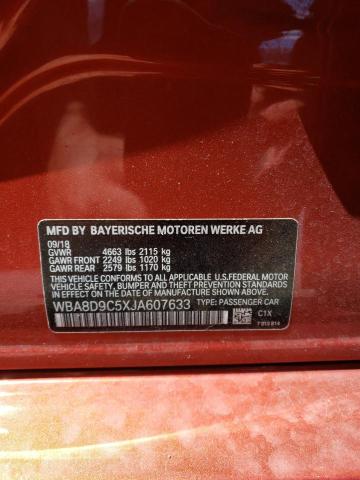 MFD BY BAYERISCHE MOTOREN WERKE AG
09/18
GVWR 4663 lbs 2115 kg
GAWR FRONT 2249 lbs 1020 kg
GAWR REAR 2579 lbs 1170 kg
THIS VEHICLE CONFORMS TO ALL APPLICABLE U.S.FEDERAL MOTOR
VEHICLE SAFETY, BUMPER AND THEFT PREVENTION
STANDARDS IN EFFECT ON THE DATE OF MANUFACTURE SHOWN ABOVE.
WBA8D9C5XJA607633 TYPE: PASSENGER CAR
C1X